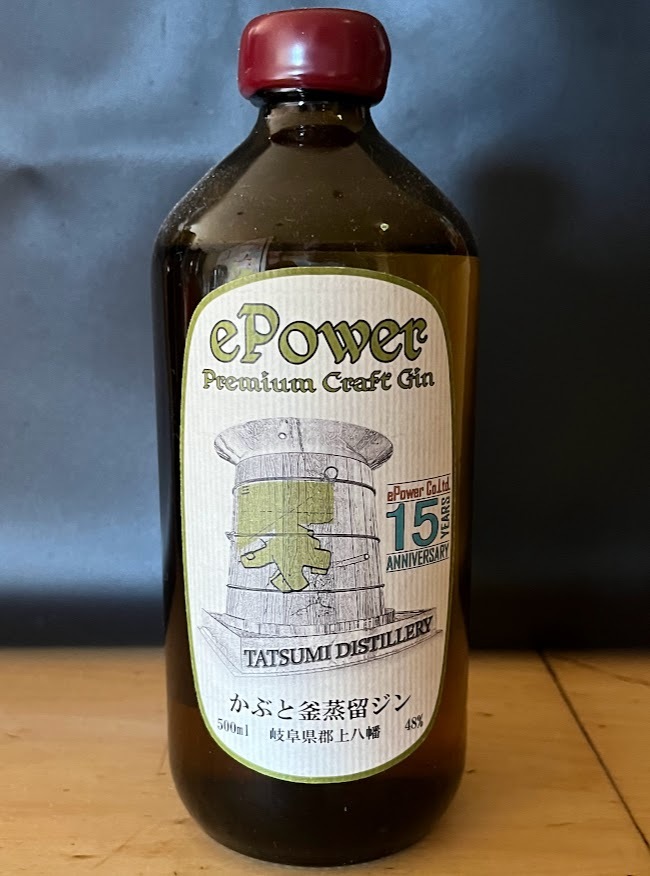 ePower
Premium Craft Gin
ePower Co.Ltd.
15
YEARS
ANNIVERSARY
TATSUMI DISTILLERY
かぶと釜蒸留ジン
500ml 岐阜県郡上八幡 48%